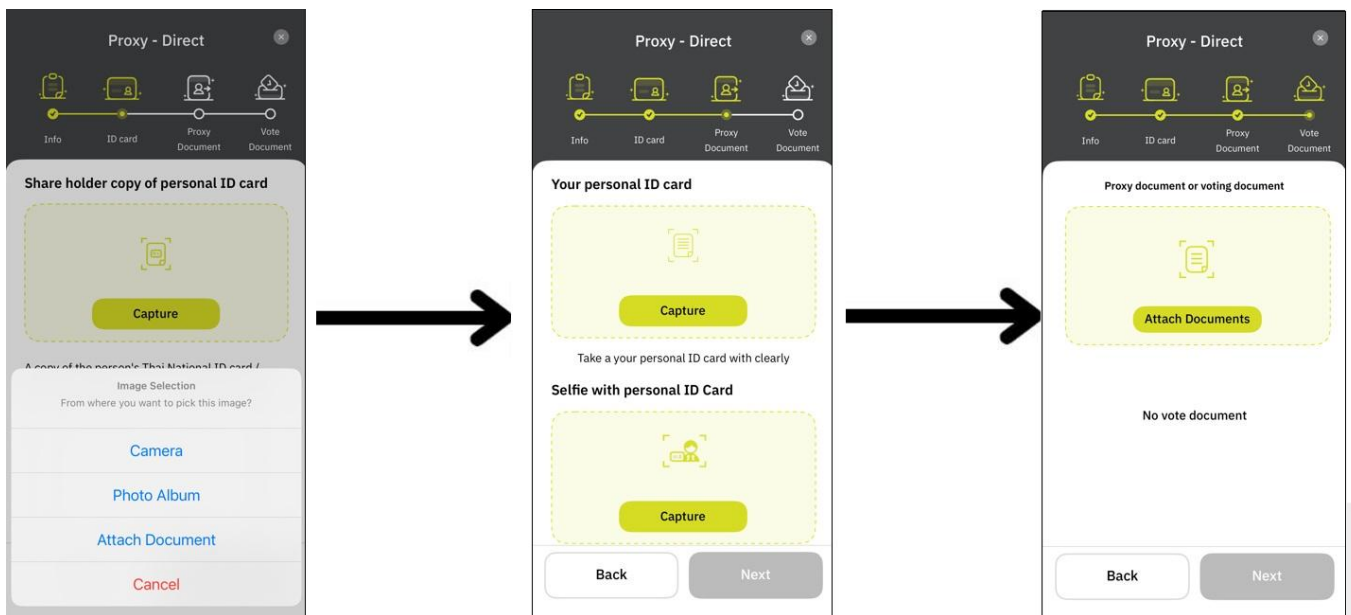 Proxy - Direct
Info
ID card
Proxy
Document
Vote
Document
Share holder copy of personal ID card
Capture
A copy of the person's Thai National ID card /
Image Selection
From where you want to pick this image?
Camera
Photo Album
Attach Document
Cancel
Proxy - Direct
Info
ID card
Proxy
Document
Vote
Document
Your personal ID card
Capture
Take a your personal ID card with clearly
Selfie with personal ID Card
Capture
Back
Next
Proxy - Direct
Info
ID card
Proxy
Document
Vote
Document
Proxy document or voting document
Attach Documents
No vote document
Back
Next